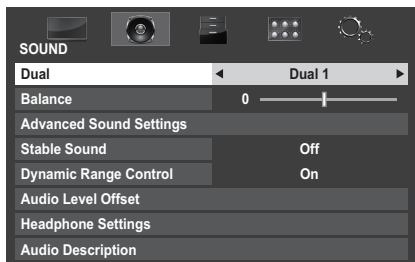 SOUND
Dual Dual 1
Balance 0
Advanced Sound Settings
Stable Sound Off
Dynamic Range Control On
Audio Level Offset
Headphone Settings
Audio Description